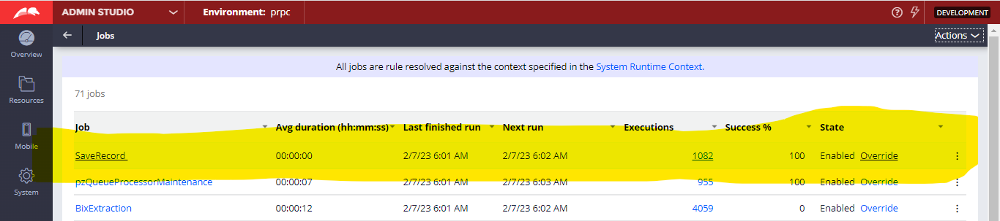 ADMIN STUDIO Environment: prpc DEVELOPMENT
Overview
Resources
Mobile
System
Jobs Actions
All jobs are rule resolved against the context specified in the System Runtime Context.
71 jobs
Job Avg duration (hh:mm:ss) Last finished run Next run Executions Success % State
SaveRecord 00:00:00 2/7/23 6:01 AM 2/7/23 6:02 AM 1082 100 Enabled Override
pzQueueProcessorMaintenance 00:00:07 2/7/23 6:01 AM 2/7/23 6:03 AM 955 100 Enabled Override
BixExtraction 00:00:12 2/7/23 6:01 AM 2/7/23 6:02 AM 4059 0 Enabled Override